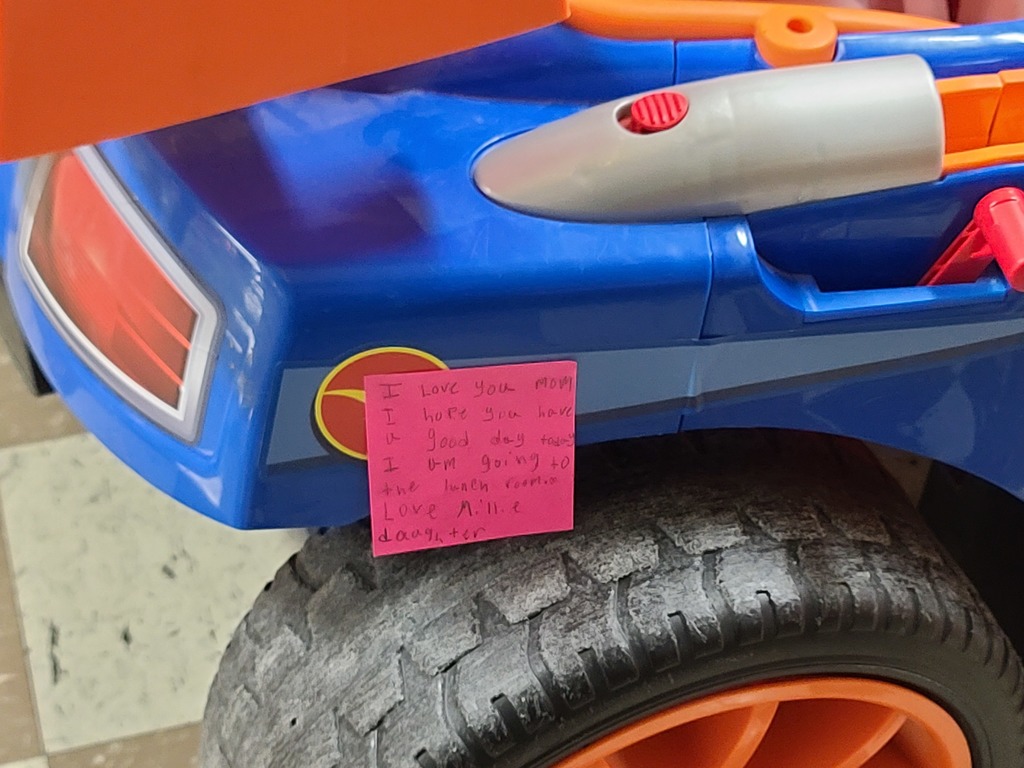 I Love you mom
I hope you have
a good day today
I am going to
the lunch room.
Love Millie
daughter